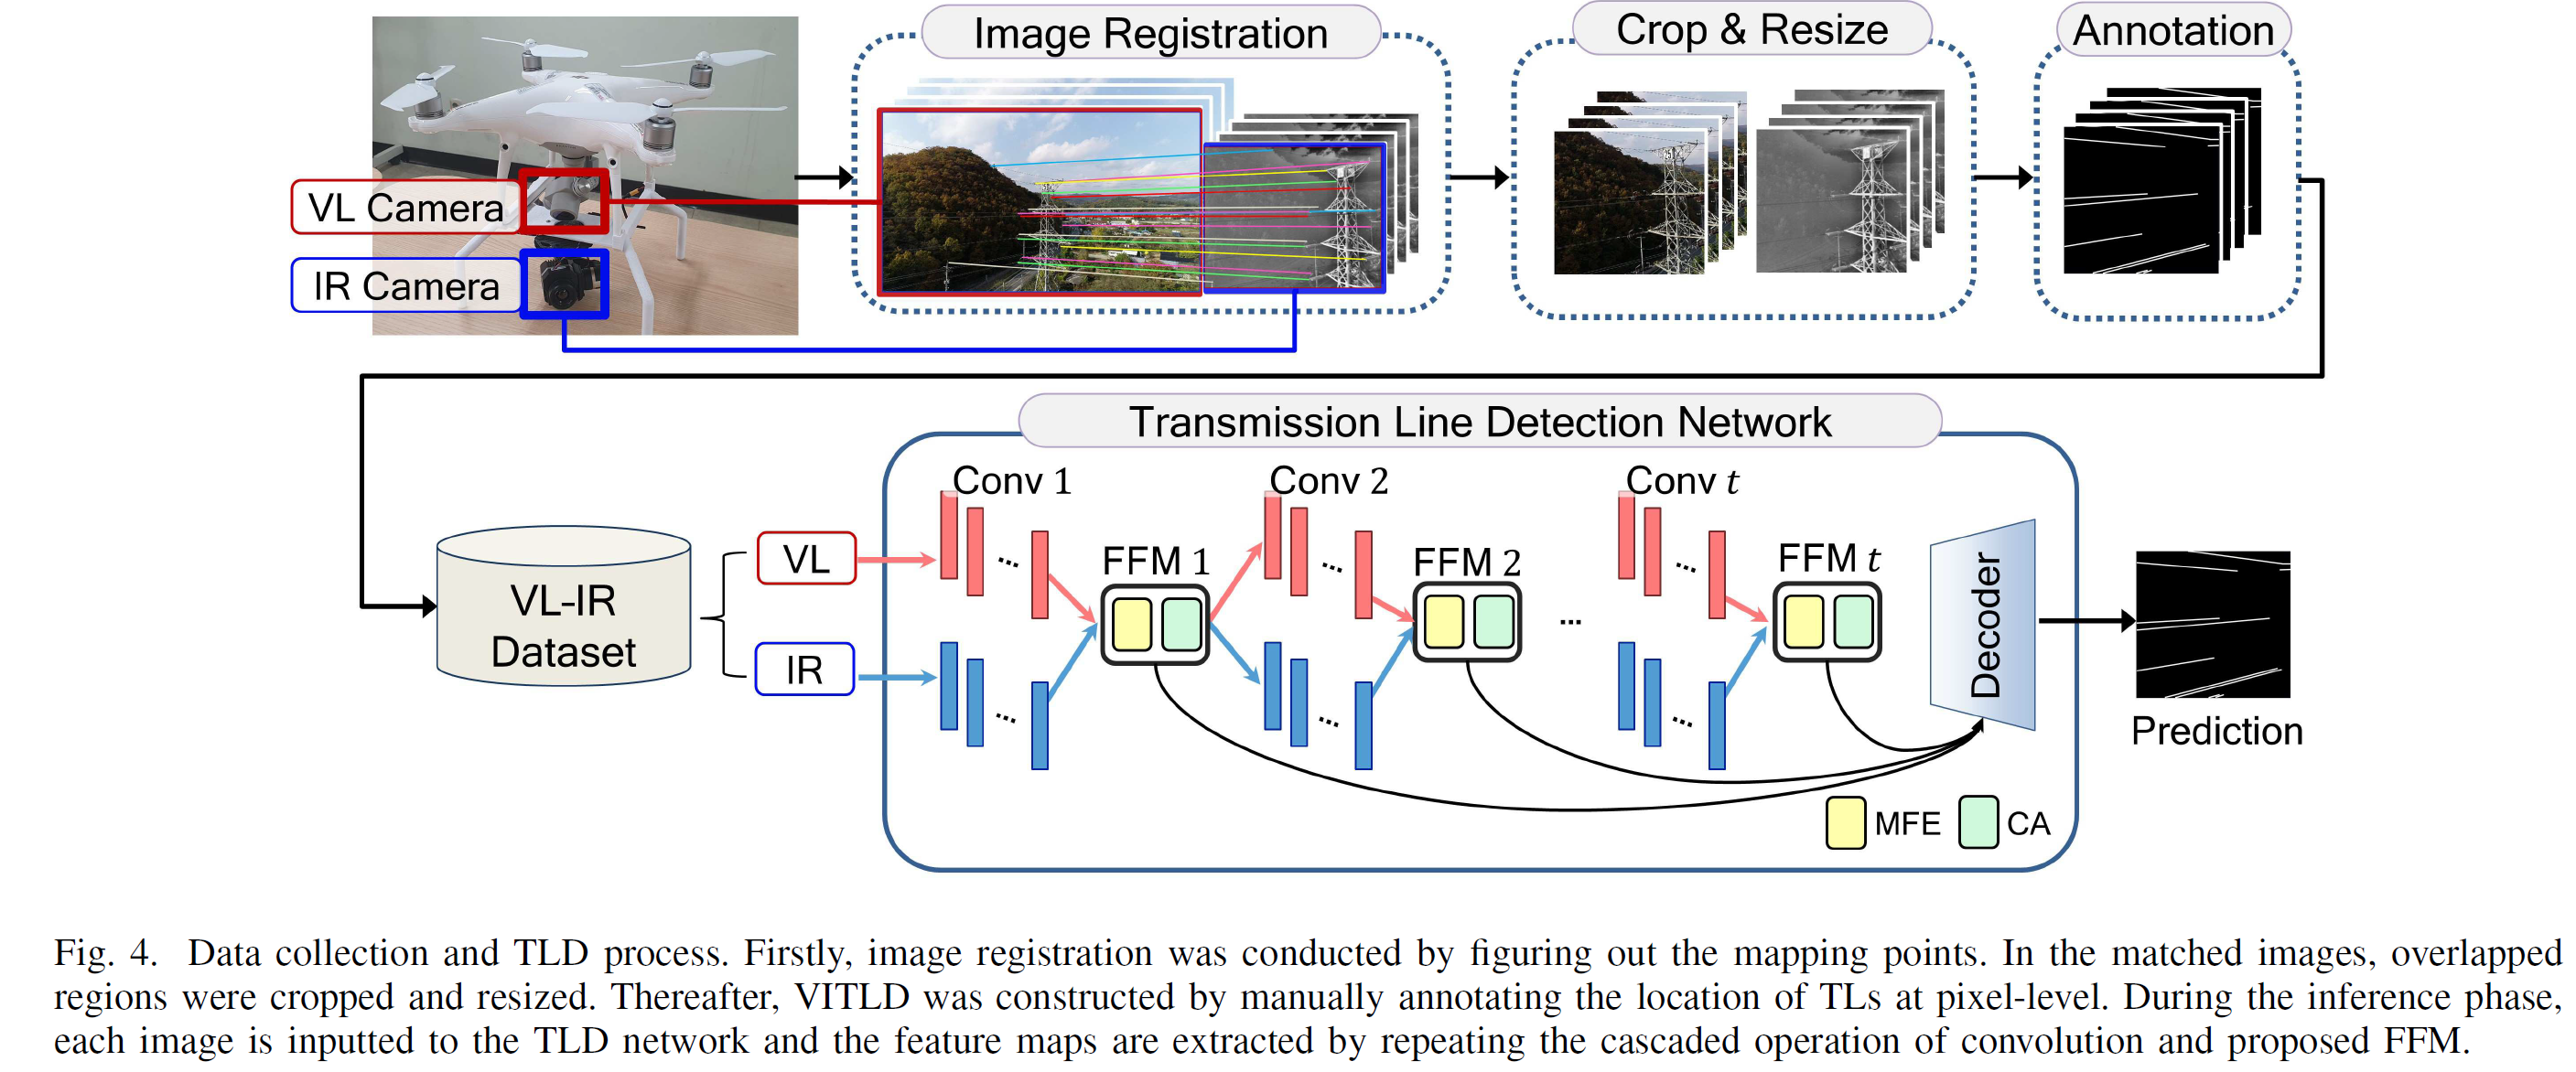 Image Registration
Crop & Resize
Annotation
VL Camera
IR Camera
Transmission Line Detection Network
Conv 1
Conv 2
Conv t
FFM 1
FFM 2
FFM t
...
VL
IR
VL-IR
Dataset
Decoder
Prediction
MFE
CA
Fig. 4. Data collection and TLD process. Firstly, image registration was conducted by figuring out the mapping points. In the matched images, overlapped
regions were cropped and resized. Thereafter, VITLD was constructed by manually annotating the location of TLs at pixel-level. During the inference phase,
each image is inputted to the TLD network and the feature maps are extracted by repeating the cascaded operation of convolution and proposed FFM.